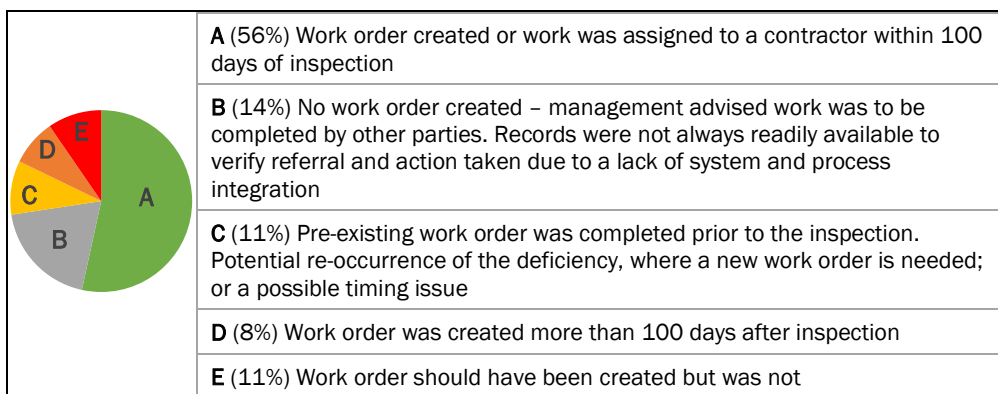 A (56%) Work order created or work was assigned to a contractor within 100
days of inspection
B (14%) No work order created – management advised work was to be
completed by other parties. Records were not always readily available to
verify referral and action taken due to a lack of system and process
integration
C (11%) Pre-existing work order was completed prior to the inspection.
Potential re-occurrence of the deficiency, where a new work order is needed;
or a possible timing issue
D (8%) Work order was created more than 100 days after inspection
E (11%) Work order should have been created but was not
E
D
C
A
B